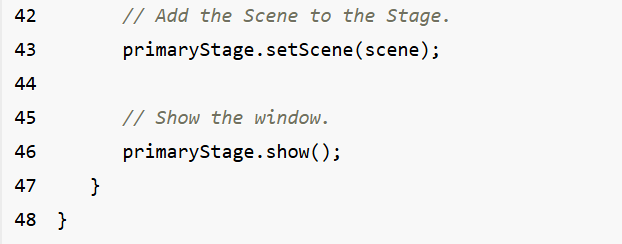 42 // Add the Scene to the Stage.
43 primaryStage.setScene(scene);
44
45 // Show the window.
46 primaryStage.show();
47 }
48 }